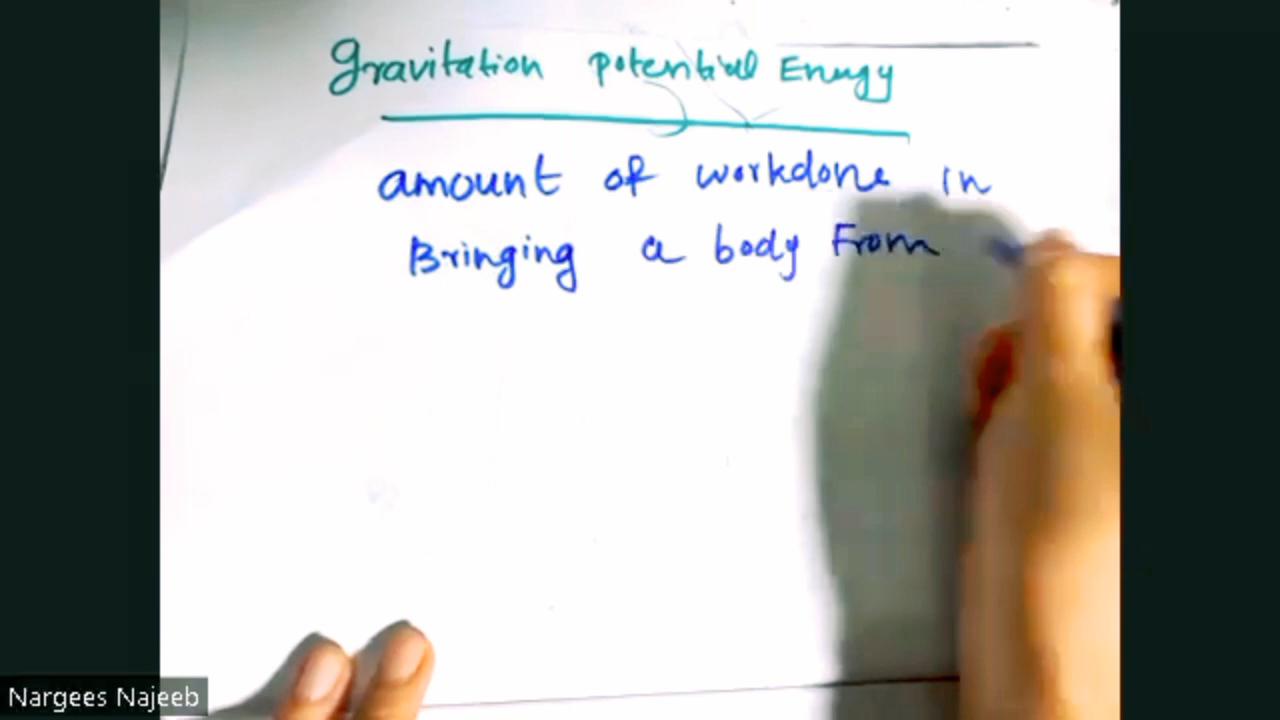 gravitation potential Energy
amount of workdone in
Bringing a body From
Nargees Najeeb